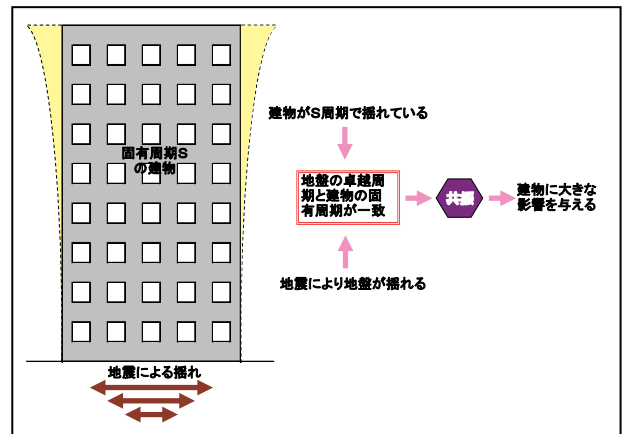 固有周期S
の建物
地震による揺れ
建物がS周期で揺れている
地盤の卓越周
期と建物の固
有周期が一致
地震により地盤が揺れる
共振
建物に大きな
影響を与える